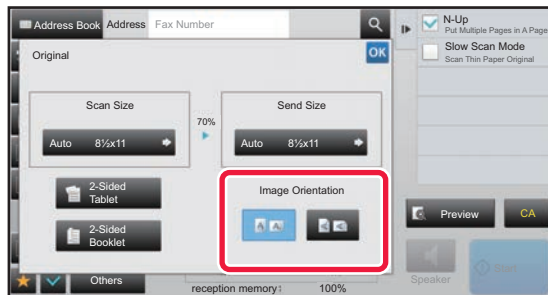 Address Book Address Fax Number
N-Up
Put Multiple Pages in A Page
Original OK
Slow Scan Mode
Scan Thin Paper Original
Scan Size
70%
Send Size
Auto 8½x11
Auto 8½x11
2-Sided
Tablet
Image Orientation
2-Sided
Booklet
Preview CA
Others
reception memory: 100%
Speaker
Start